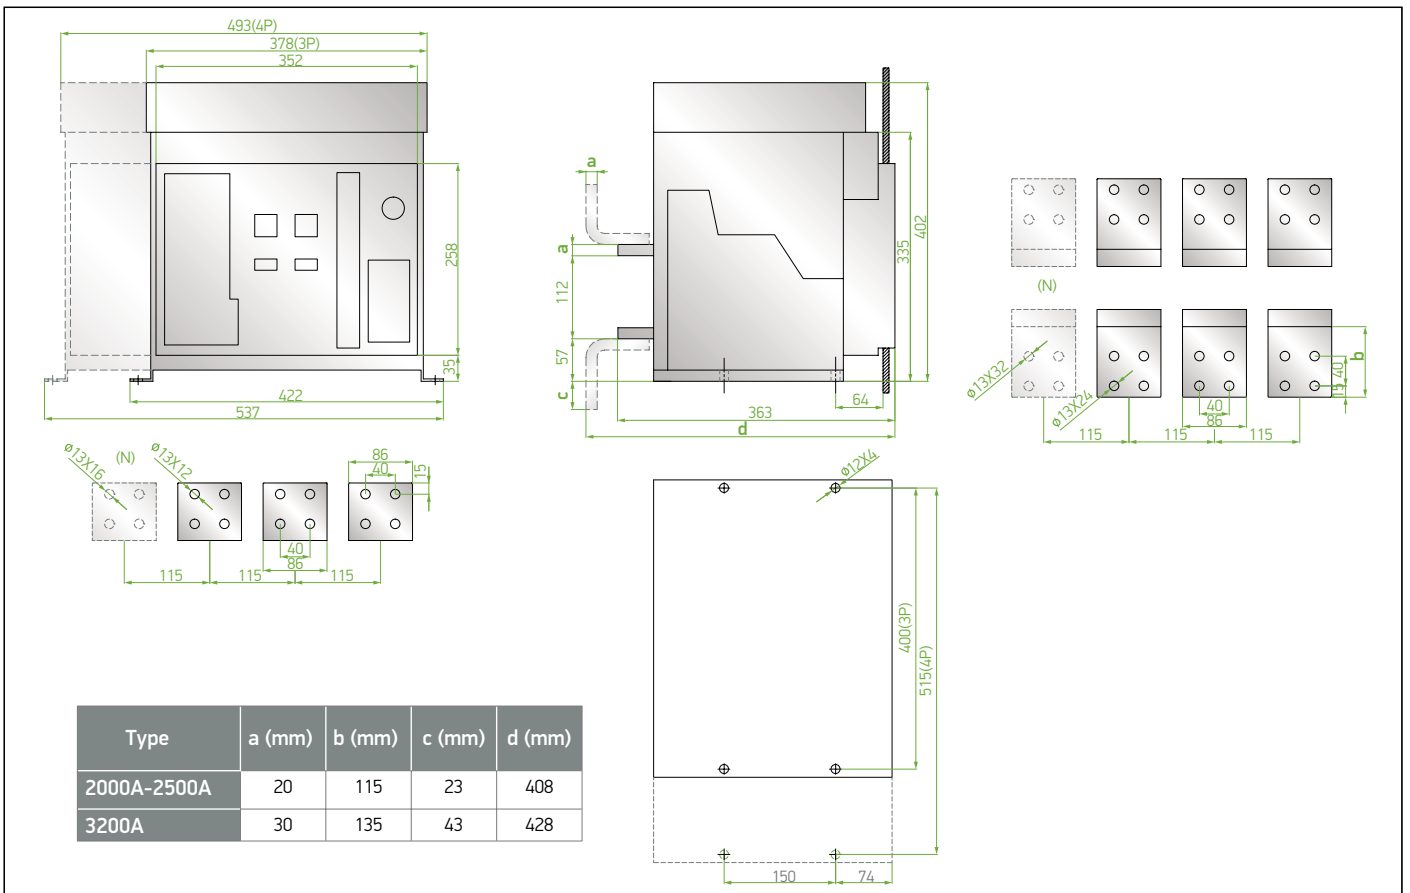 493(4P)
378(3P)
352
258
35
422
537
a
a
112
57
c
335
402
64
363
d
(N)
ø13X32
ø13X24
40
86
115
115
115
b
40
15
ø13X16
(N)
ø13X12
86
40
15
40
86
115
115
115
ø12X4
400(3P)
515(4P)
150
74
Type a (mm) b (mm) c (mm) d (mm)
2000A-2500A 20 115 23 408
3200A 30 135 43 428